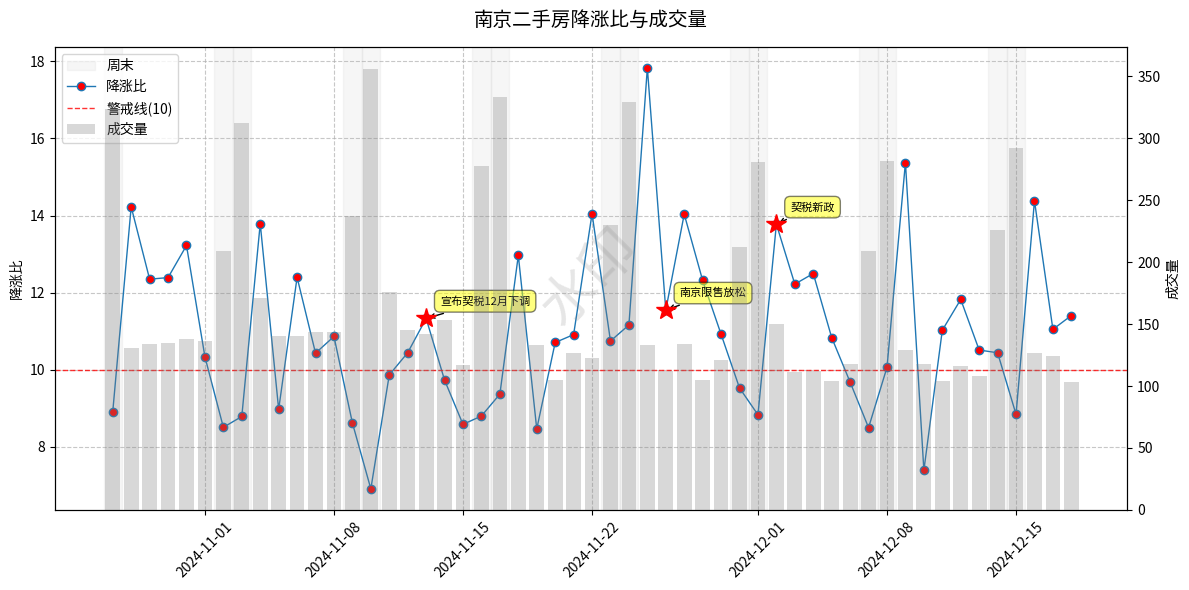 南京二手房降涨比与成交量
周末
降涨比
警戒线(10)
成交量
18
16
14
12
10
8
降涨比
350
300
250
200
150
100
50
0
成交量
宣布契税12月下调
南京限售放松
契税新政
水印
2024-11-01
2024-11-08
2024-11-15
2024-11-22
2024-12-01
2024-12-08
2024-12-15